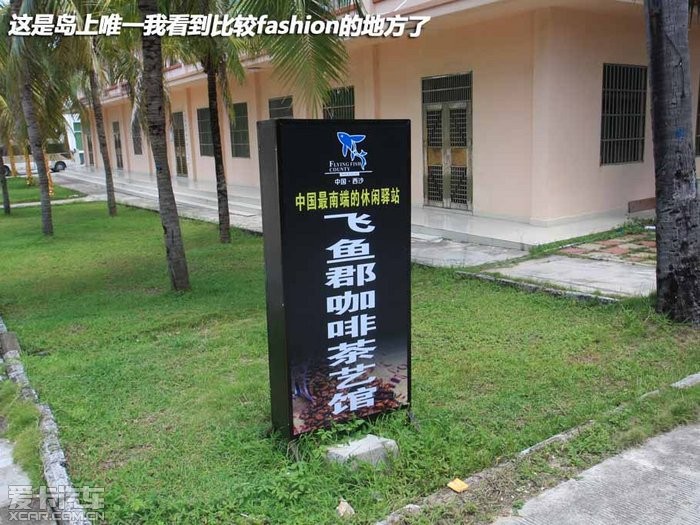 这是岛上唯一我看到比较fashion的地方了
FLYING FISH
COUNTY
中国·西沙
中国最南端的休闲驿站
飞鱼郡咖啡茶艺馆
爱卡汽车
XCAR.COM.CN